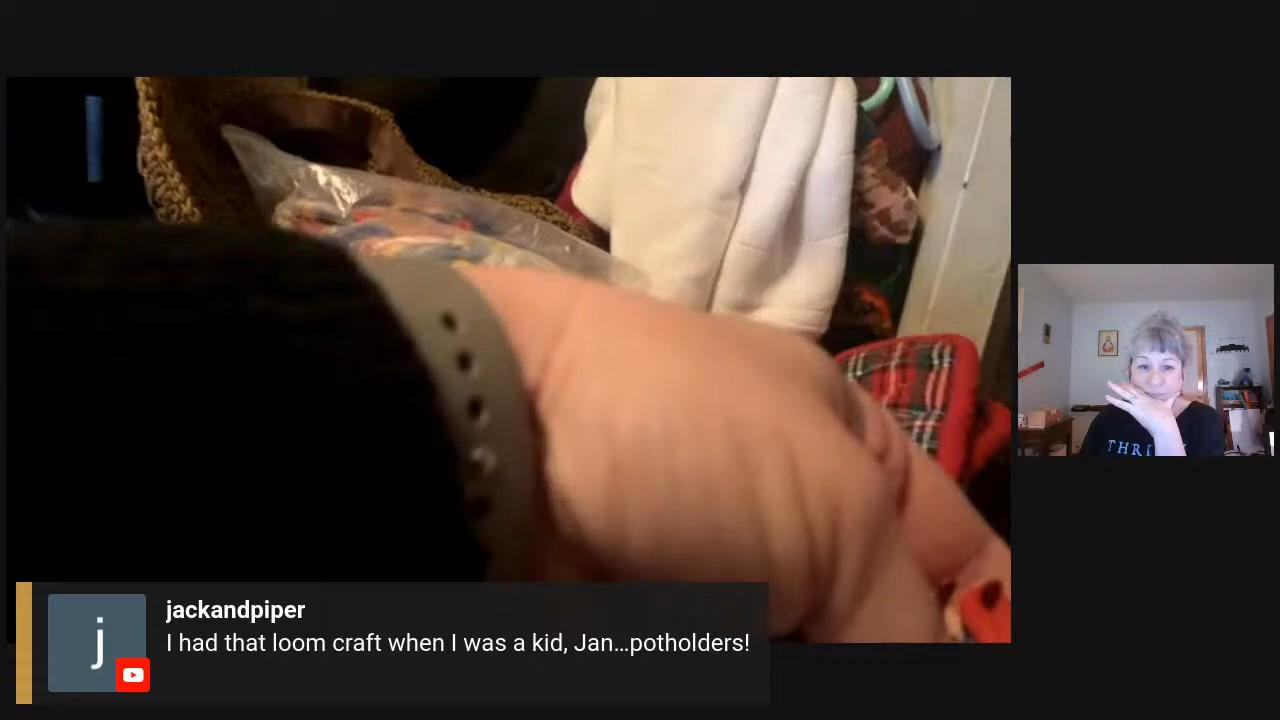 THRI
j
jackandpiper
I had that loom craft when I was a kid, Jan…potholders!